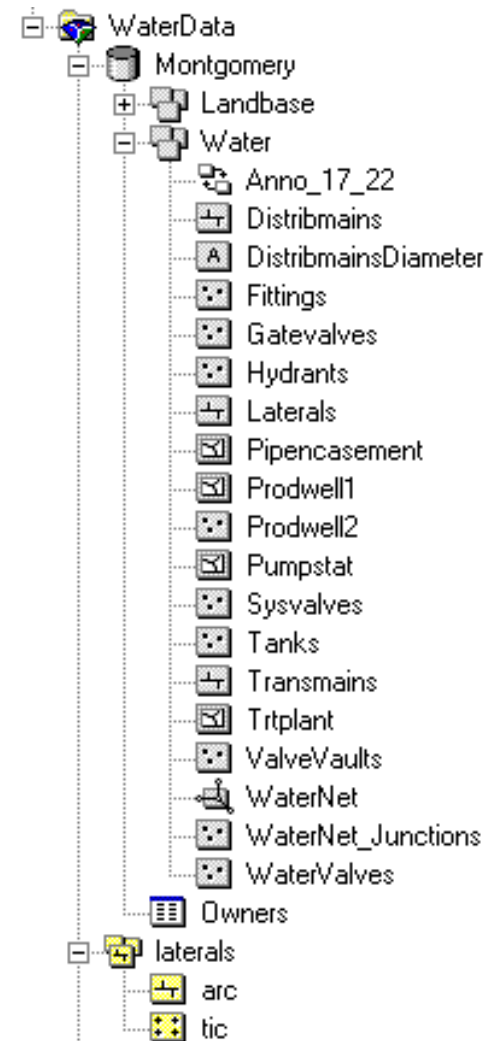 WaterData
Montgomery
Landbase
Water
Anno_17_22
Distribmains
A DistribmainsDiameter
Fittings
Gatevalves
Hydrants
Laterals
Pipencasement
Prodwell1
Prodwell2
Pumpstat
Sysvalves
Tanks
Transmains
Trtplant
ValveVaults
WaterNet
WaterNet_Junctions
WaterValves
Owners
laterals
arc
tic